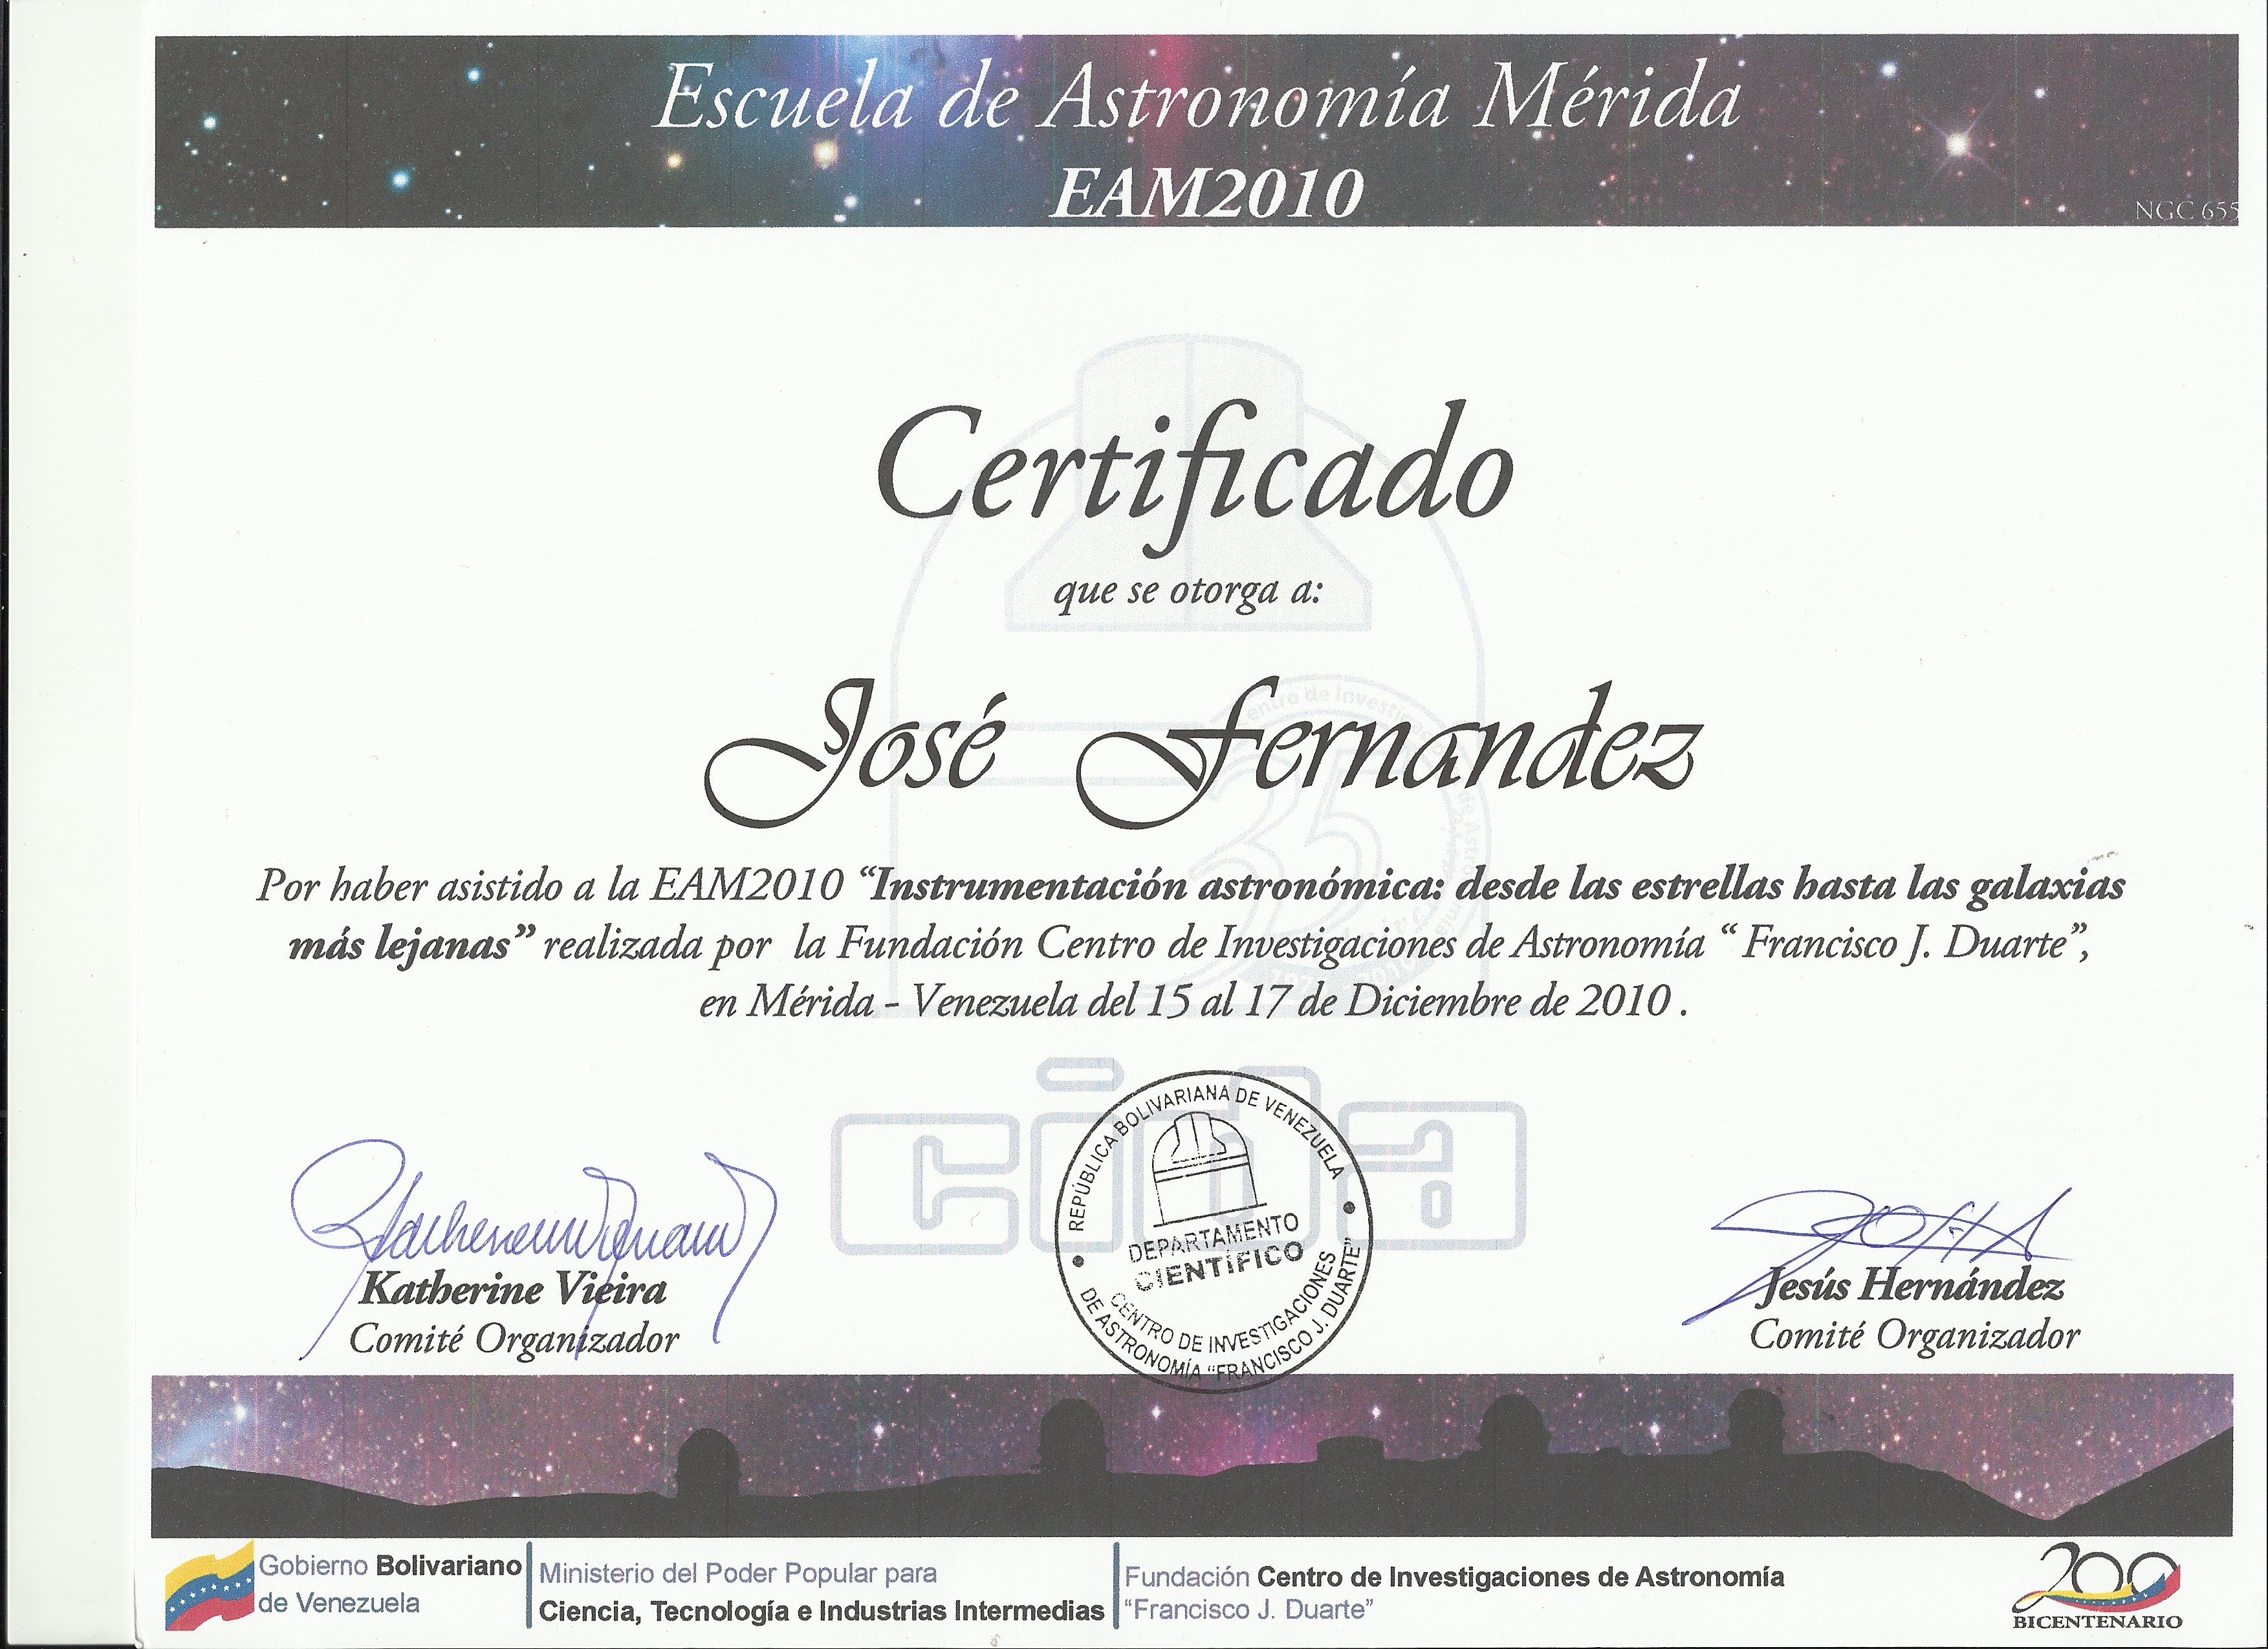 Escuela de Astronomía Mérida
EAM2010
NGC 655
Certificado
que se otorga a:
José Fernandez
Por haber asistido a la EAM2010 “Instrumentación astronómica: desde las estrellas hasta las galaxias
más lejanas” realizada por la Fundación Centro de Investigaciones de Astronomía “ Francisco J. Duarte”,
en Mérida - Venezuela del 15 al 17 de Diciembre de 2010 .
cida
REPÚBLICA BOLIVARIANA DE VENEZUELA
DEPARTAMENTO
CIENTÍFICO
CENTRO DE INVESTIGACIONES
DE ASTRONOMÍA “FRANCISCO J. DUARTE”
Katherine Vieira
Comité Organizador
Jesús Hernández
Comité Organizador
Gobierno Bolivariano
de Venezuela
Ministerio del Poder Popular para
Ciencia, Tecnología e Industrias Intermedias
Fundación Centro de Investigaciones de Astronomía
“Francisco J. Duarte”
200
BICENTENARIO